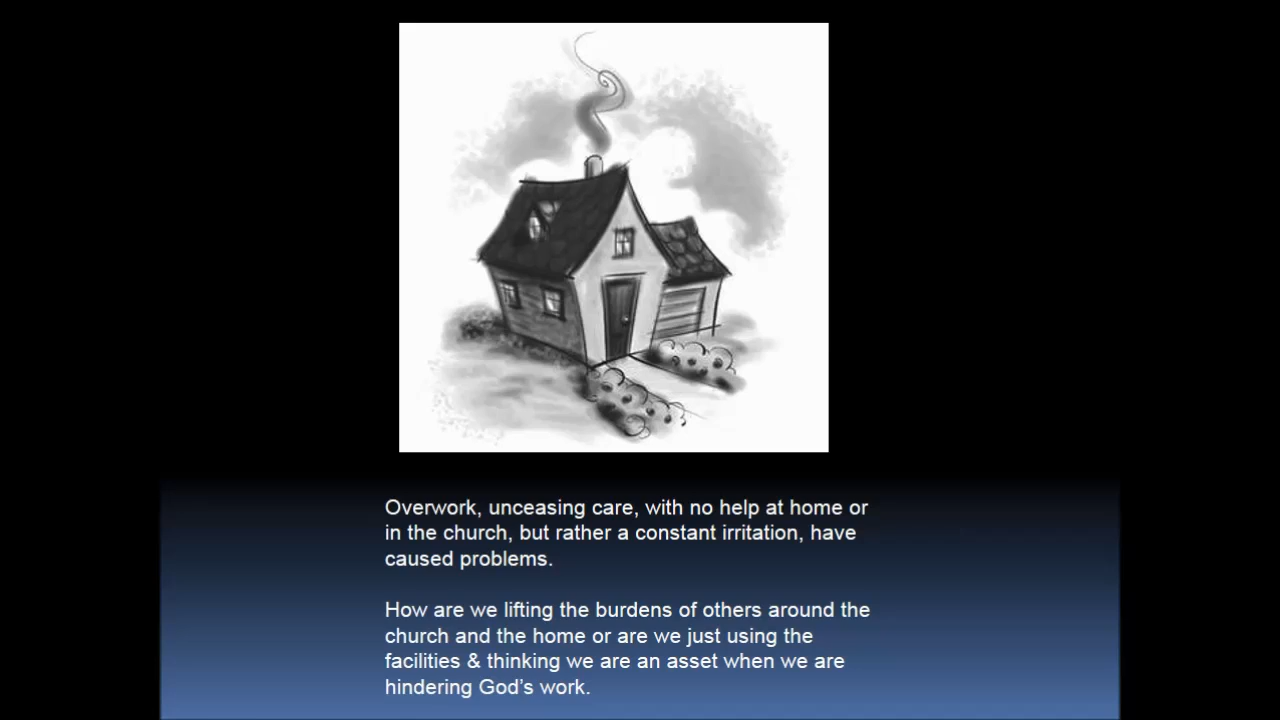 Overwork, unceasing care, with no help at home or
in the church, but rather a constant irritation, have
caused problems.
How are we lifting the burdens of others around the
church and the home or are we just using the
facilities & thinking we are an asset when we are
hindering God’s work.